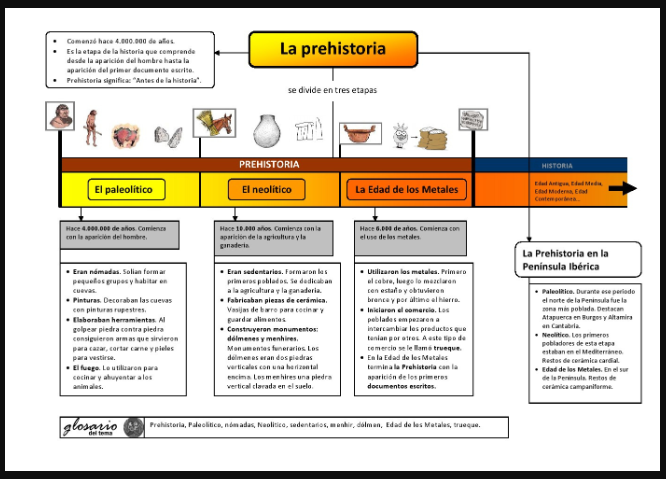 La prehistoria
Comenzó hace 4.000.000 de años.
Es la etapa de la historia que comprende
desde la aparición del hombre hasta la
aparición del primer documento escrito.
Prehistoria significa: "Antes de la historia".
se divide en tres etapas
PREHISTORIA
HISTORIA
El paleolítico
El neolítico
La Edad de los Metales
Edad Antigua, Edad Media,
Edad Moderna, Edad
Contemporánea...
Hace 4.000.000 de años. Comienza
con la aparición del hombre.
Hace 10.000 años. Comienza con la
aparición de la agricultura y la
ganadería.
Hace 6.000 de años. Comienza con
el uso de los metales.
Eran nómadas. Solían formar
pequeños grupos y habitar en
cuevas.
Pinturas. Decoraban las cuevas
con pinturas rupestres.
Elaboraban herramientas. Al
golpear piedra contra piedra
consiguieron armas que sirvieron
para cazar, cortar carne y pieles
para vestirse.
El fuego. Lo utilizaron para
cocinar y ahuyentar a los
animales.
Eran sedentarios. Formaron los
primeros poblados. Se dedicaban
a la agricultura y la ganadería.
Fabricaban piezas de cerámica.
Vasijas de barro para cocinar y
guardar alimentos.
Construyeron monumentos:
dólmenes y menhires.
Monumentos funerarios. Los
dólmenes eran dos piedras
verticales con una horizontal
encima. Los menhires una piedra
vertical clavada en el suelo.
Utilizaron los metales. Primero
el cobre, luego lo mezclaron
con estaño y obtuvieron
bronce y por último el hierro.
Iniciaron el comercio. Los
poblados empezaron a
intercambiar los productos que
tenían por otros. A este tipo de
comercio se le llamó trueque.
En la Edad de los Metales
termina la Prehistoria con la
aparición de los primeros
documentos escritos.
La Prehistoria en la
Península Ibérica
Paleolítico. Durante ese periodo
el norte de la Península fue la
zona más poblada. Destacan
Atapuerca en Burgos y Altamira
en Cantabria.
Neolítico. Los primeros
pobladores de esta etapa
estaban en el Mediterráneo.
Restos de cerámica cardial.
Edad de los Metales. En el sur
de la Península. Restos de
cerámica campaniforme.
glosario
del tema
Prehistoria, Paleolítico, nómadas, Neolítico, sedentarios, menhir, dólmen, Edad de los Metales, trueque.